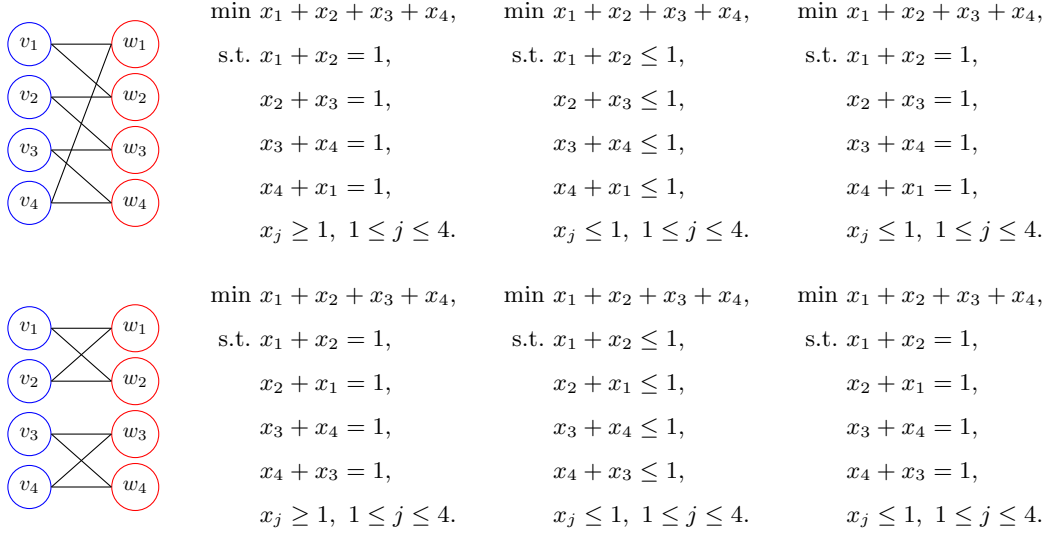 v₁ w₁
v₂ w₂
v₃ w₃
v₄ w₄
min x₁ + x₂ + x₃ + x₄,
s.t. x₁ + x₂ = 1,
x₂ + x₃ = 1,
x₃ + x₄ = 1,
x₄ + x₁ = 1,
xⱼ ≥ 1, 1 ≤ j ≤ 4.
min x₁ + x₂ + x₃ + x₄,
s.t. x₁ + x₂ ≤ 1,
x₂ + x₃ ≤ 1,
x₃ + x₄ ≤ 1,
x₄ + x₁ ≤ 1,
xⱼ ≤ 1, 1 ≤ j ≤ 4.
min x₁ + x₂ + x₃ + x₄,
s.t. x₁ + x₂ = 1,
x₂ + x₃ = 1,
x₃ + x₄ = 1,
x₄ + x₁ = 1,
xⱼ ≤ 1, 1 ≤ j ≤ 4.
v₁ w₁
v₂ w₂
v₃ w₃
v₄ w₄
min x₁ + x₂ + x₃ + x₄,
s.t. x₁ + x₂ = 1,
x₂ + x₁ = 1,
x₃ + x₄ = 1,
x₄ + x₃ = 1,
xⱼ ≥ 1, 1 ≤ j ≤ 4.
min x₁ + x₂ + x₃ + x₄,
s.t. x₁ + x₂ ≤ 1,
x₂ + x₁ ≤ 1,
x₃ + x₄ ≤ 1,
x₄ + x₃ ≤ 1,
xⱼ ≤ 1, 1 ≤ j ≤ 4.
min x₁ + x₂ + x₃ + x₄,
s.t. x₁ + x₂ = 1,
x₂ + x₁ = 1,
x₃ + x₄ = 1,
x₄ + x₃ = 1,
xⱼ ≤ 1, 1 ≤ j ≤ 4.